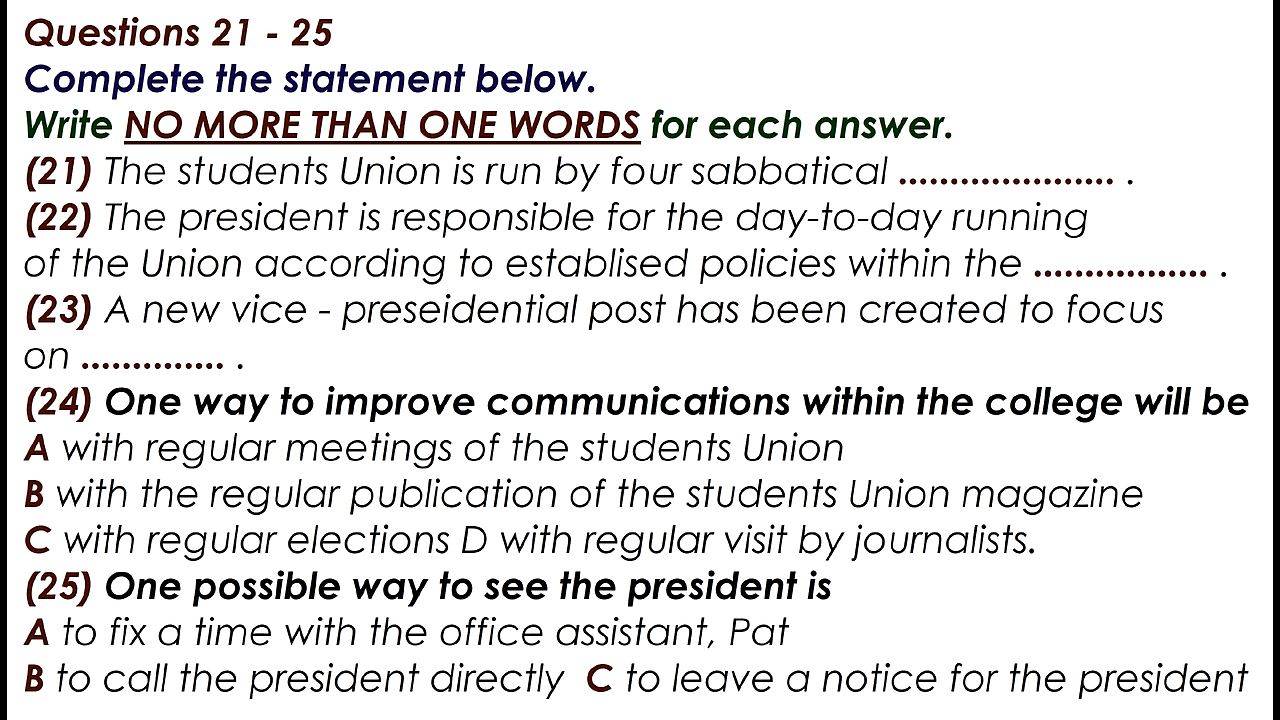 Questions 21 - 25
Complete the statement below.
Write NO MORE THAN ONE WORDS for each answer.
(21) The students Union is run by four sabbatical ..................... .
(22) The president is responsible for the day-to-day running
of the Union according to establised policies within the ................. .
(23) A new vice - preseidential post has been created to focus
on .............. .
(24) One way to improve communications within the college will be
A with regular meetings of the students Union
B with the regular publication of the students Union magazine
C with regular elections D with regular visit by journalists.
(25) One possible way to see the president is
A to fix a time with the office assistant, Pat
B to call the president directly C to leave a notice for the president